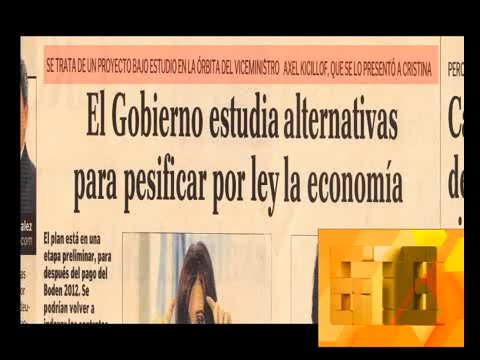 SE TRATA DE UN PROYECTO BAJO ESTUDIO EN LA ÓRBITA DEL VICEMINISTRO AXEL KICILLOF, QUE SE LO PRESENTÓ A CRISTINA
El Gobierno estudia alternativas
para pesificar por ley la economía
El plan está en una
etapa preliminar, para
después del pago del
Boden 2012. Se
podrían volver a